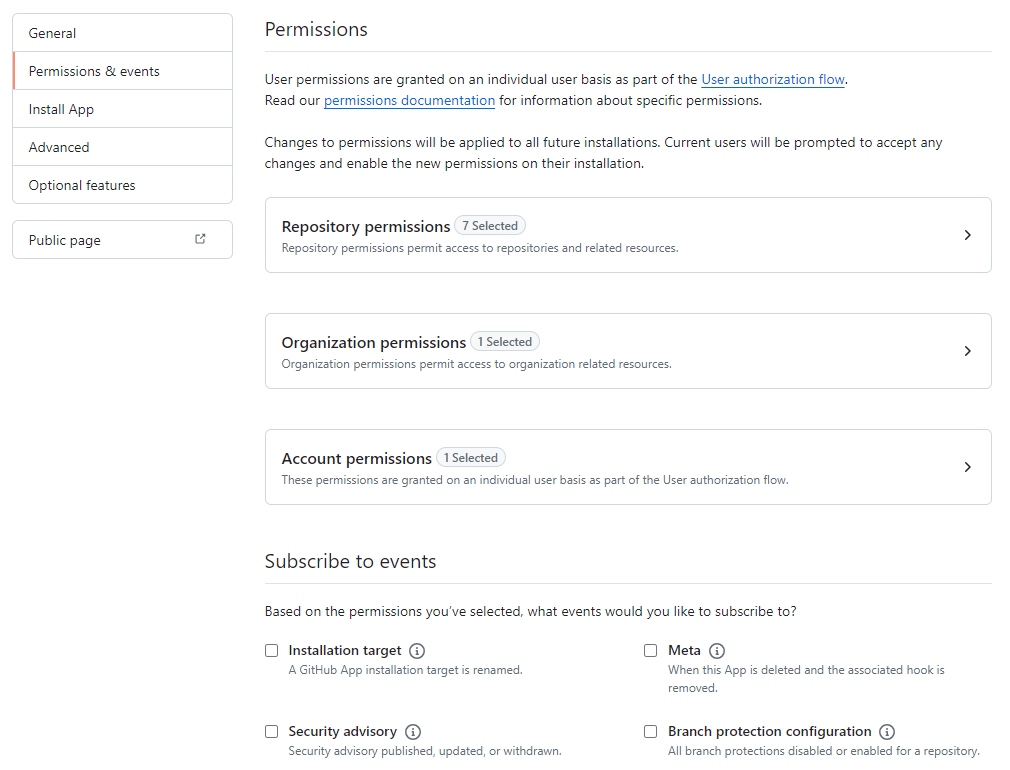 General
Permissions & events
Install App
Advanced
Optional features
Public page
Permissions
User permissions are granted on an individual user basis as part of the User authorization flow.
Read our permissions documentation for information about specific permissions.
Changes to permissions will be applied to all future installations. Current users will be prompted to accept any
changes and enable the new permissions on their installation.
Repository permissions 7 Selected
Repository permissions permit access to repositories and related resources.
Organization permissions 1 Selected
Organization permissions permit access to organization related resources.
Account permissions 1 Selected
These permissions are granted on an individual user basis as part of the User authorization flow.
Subscribe to events
Based on the permissions you've selected, what events would you like to subscribe to?
Installation target
A GitHub App installation target is renamed.
Meta
When this App is deleted and the associated hook is
removed.
Security advisory
Security advisory published, updated, or withdrawn.
Branch protection configuration
All branch protections disabled or enabled for a repository.